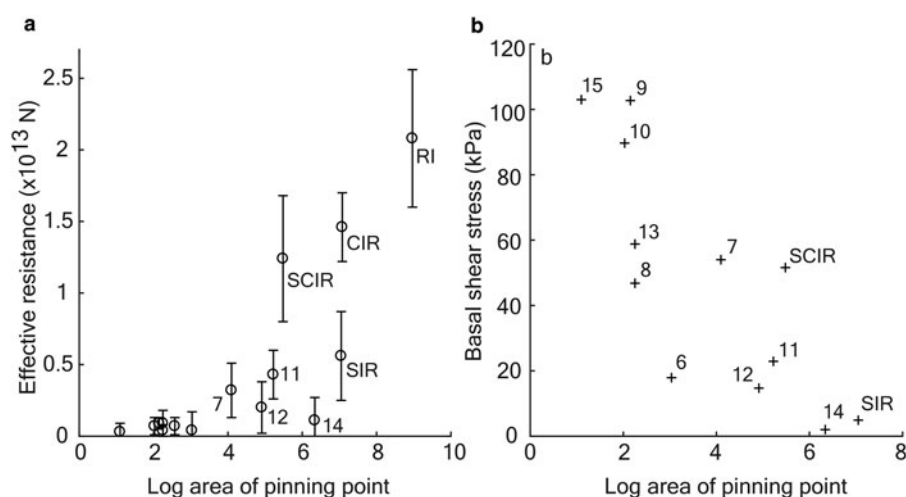 a
Effective resistance (x10¹³ N)
2.5
2
1.5
1
0.5
0
0 2 4 6 8 10
Log area of pinning point
RI
CIR
SCIR
SIR
11
7
12
14
b
b
Basal shear stress (kPa)
120
100
80
60
40
20
0
0 2 4 6 8
Log area of pinning point
15
9
10
13
7
SCIR
8
6
11
12
14
SIR